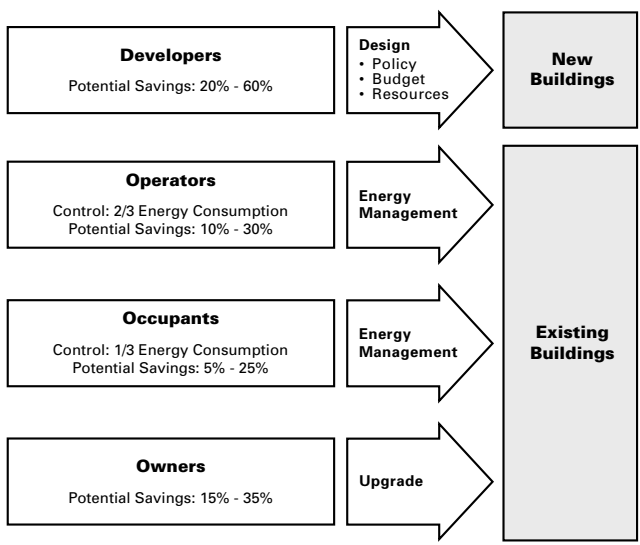 Developers
Potential Savings: 20% - 60%
Design
• Policy
• Budget
• Resources
New
Buildings
Operators
Control: 2/3 Energy Consumption
Potential Savings: 10% - 30%
Energy
Management
Occupants
Control: 1/3 Energy Consumption
Potential Savings: 5% - 25%
Energy
Management
Existing
Buildings
Owners
Potential Savings: 15% - 35%
Upgrade